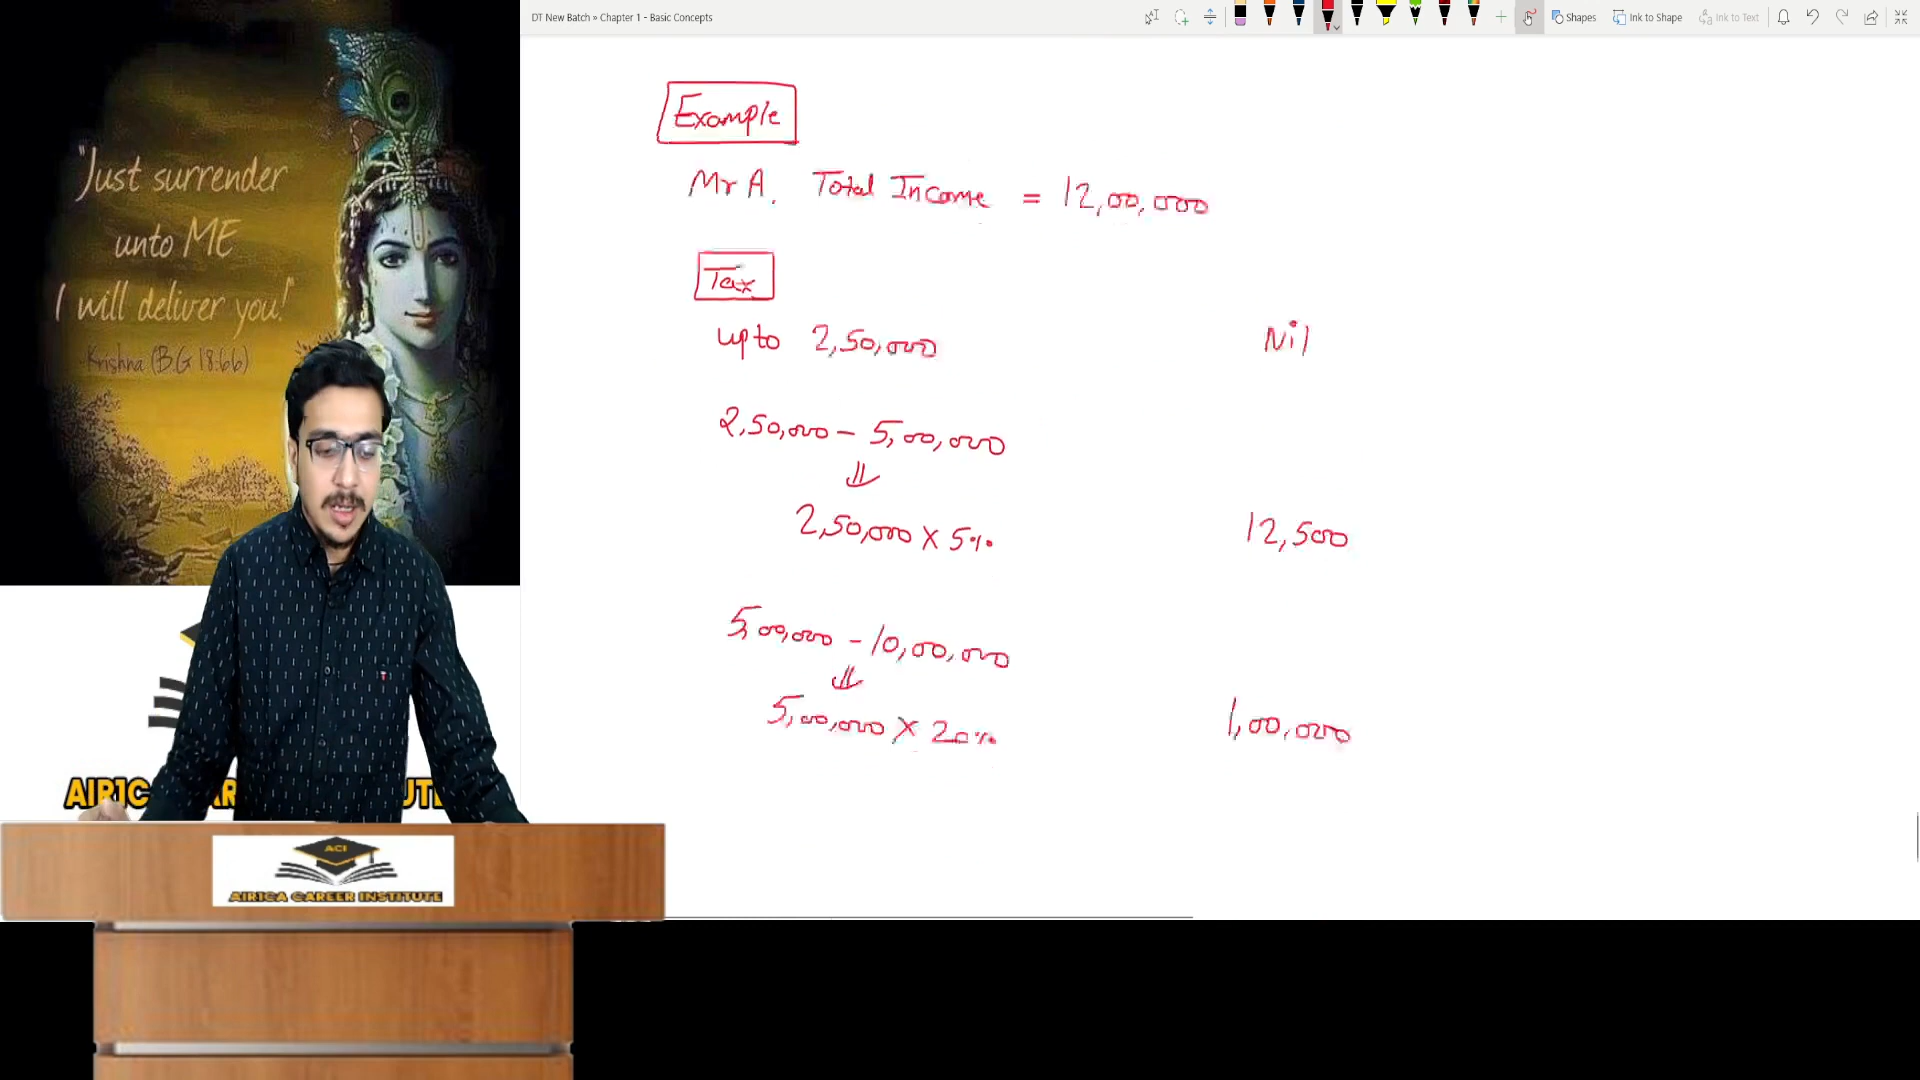 DT New Batch » Chapter 1 - Basic Concepts
Shapes
Ink to Shape
Ink to Text
"Just surrender
unto ME
I will deliver you!"
- Krishna (B.G 18.66)
Example
Mr A. Total Income = 12,00,000
Tax
upto 2,50,000 Nil
2,50,000 - 5,00,000
2,50,000 X 5% 12,500
5,00,000 - 10,00,000
5,00,000 X 20% 1,00,000
ACI
AIR1CA CAREER INSTITUTE